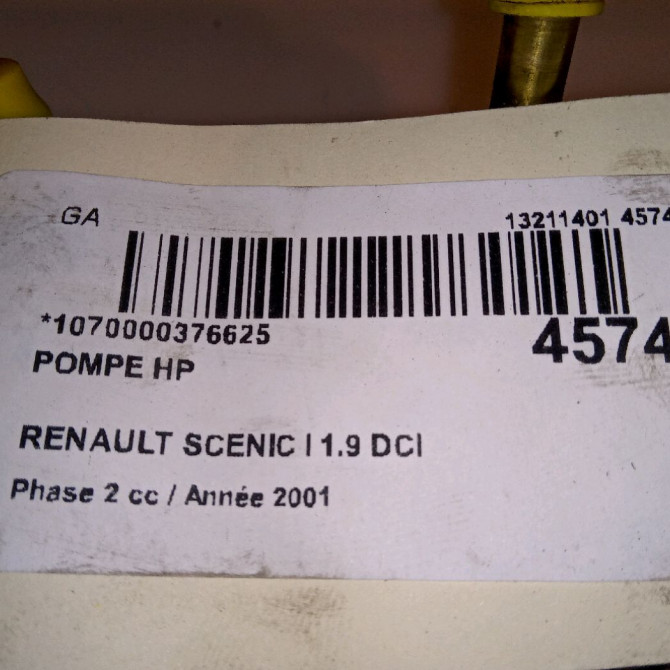 GA
13211401 4574
*1070000376625
4574
POMPE HP
RENAULT SCENIC I 1.9 DCI
Phase 2 cc / Année 2001